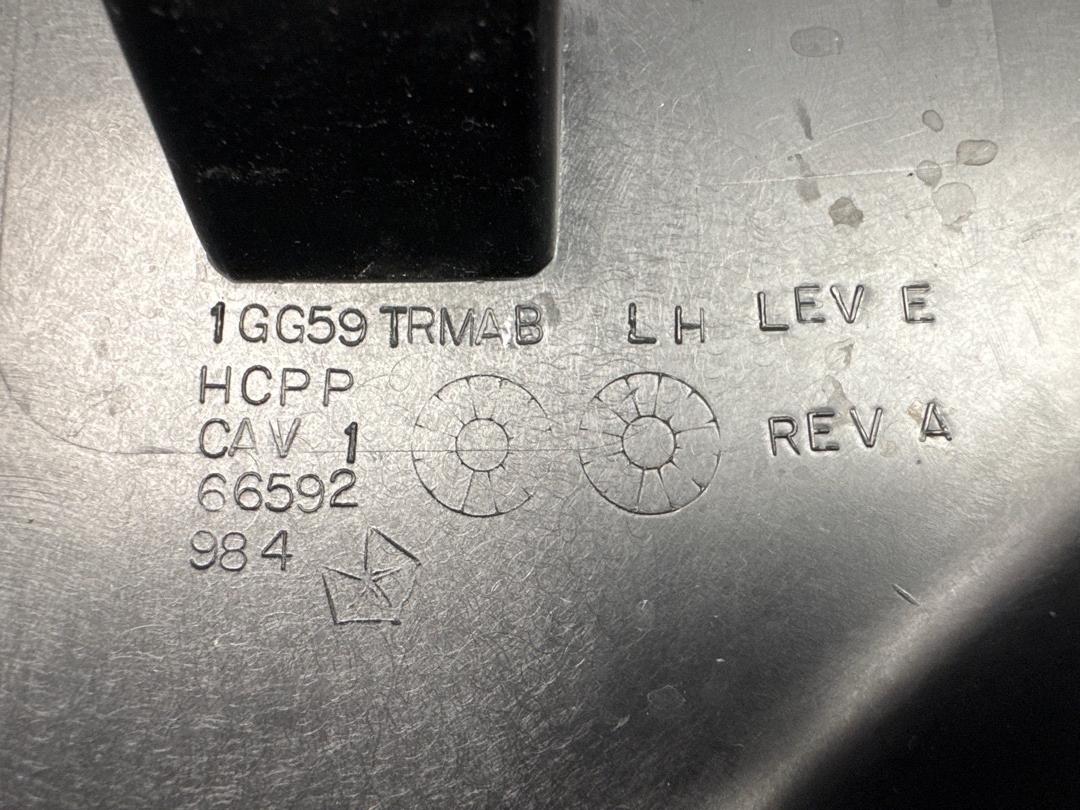 1GG59TRMAB LH LEV E
HCPP
CAV 1 REV A
66592
984